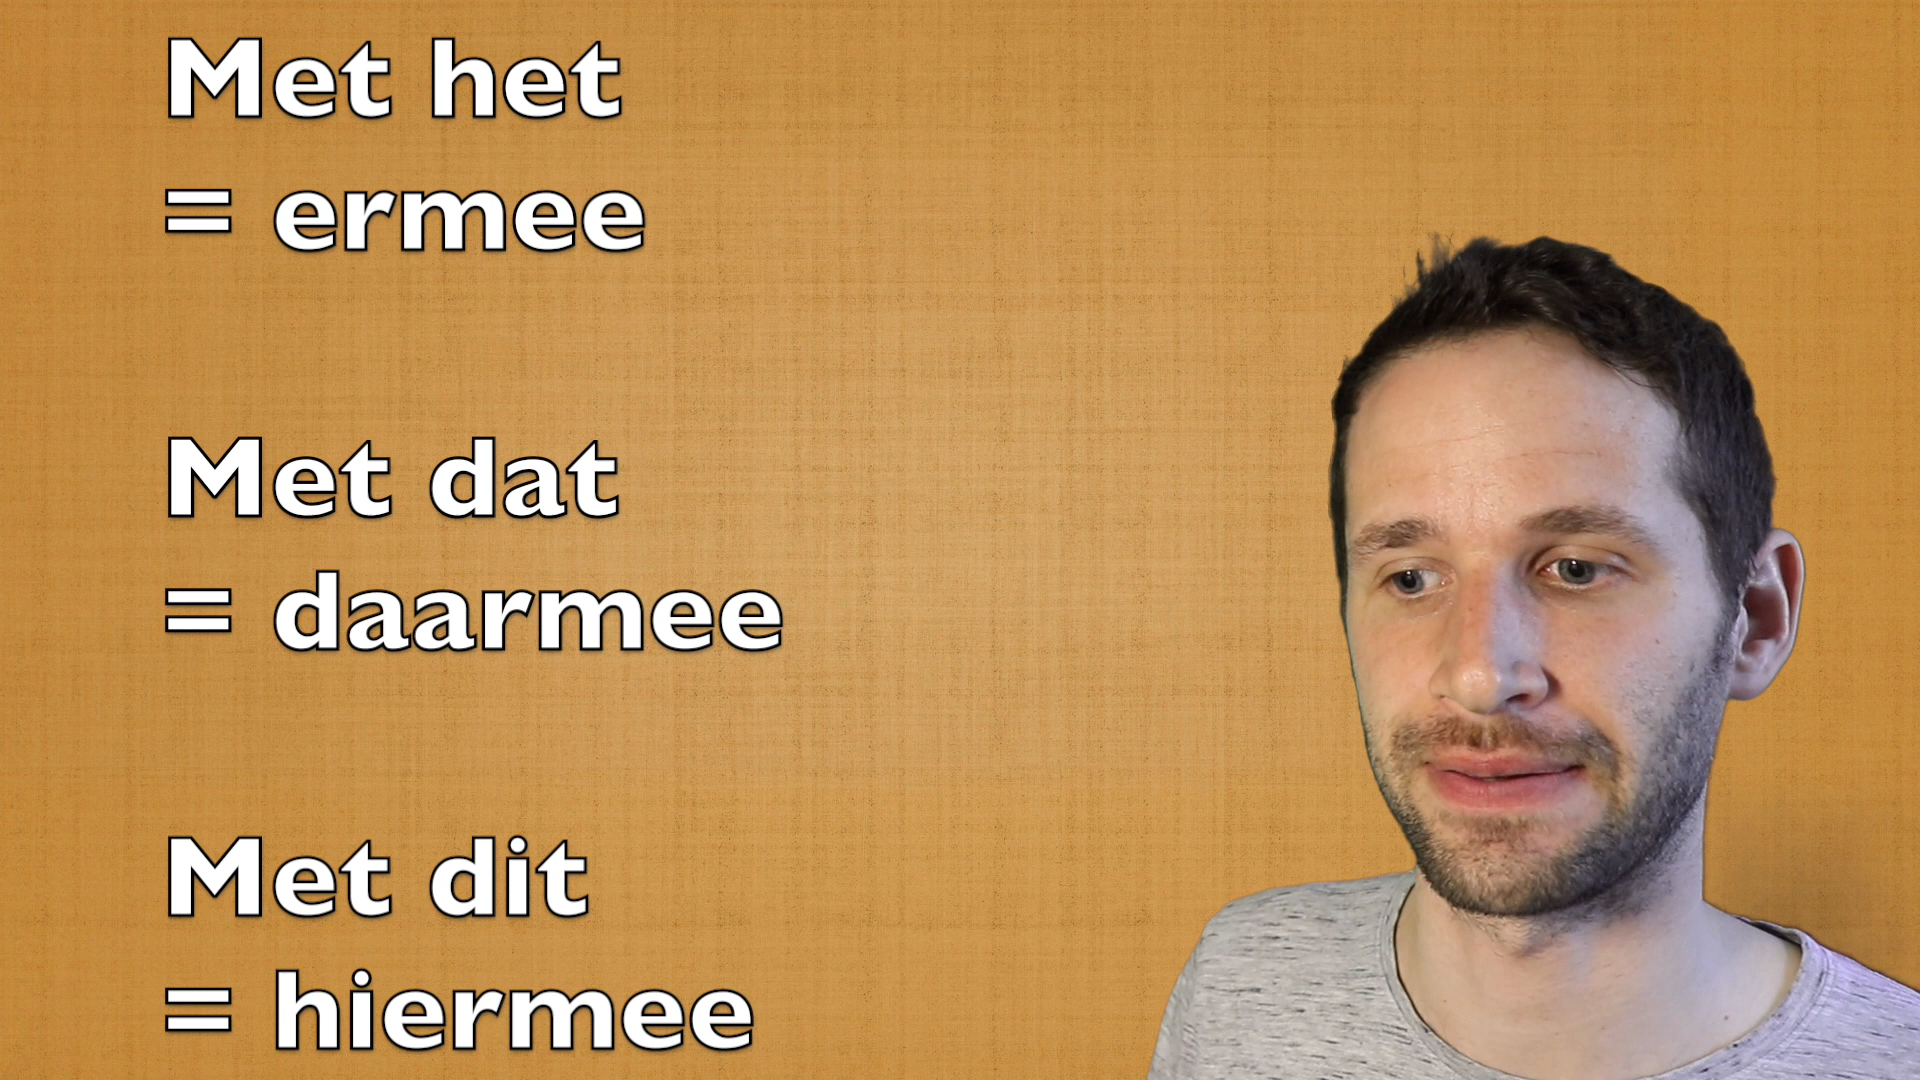 Met het
= ermee
Met dat
= daarmee
Met dit
= hiermee